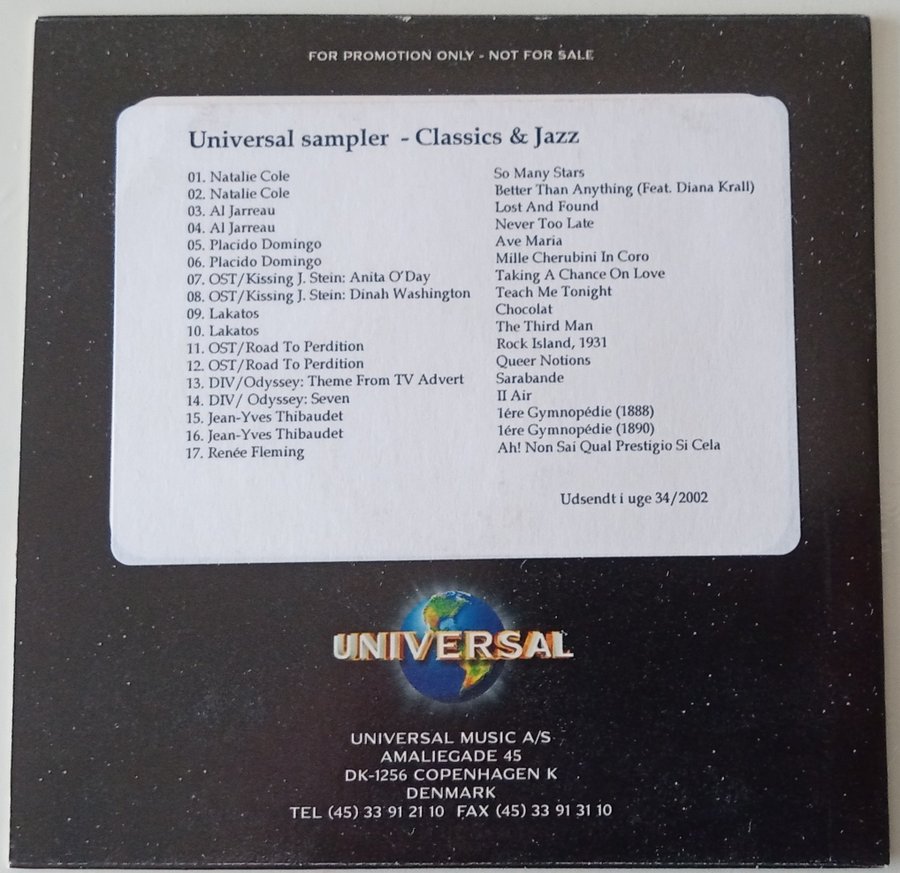 FOR PROMOTION ONLY - NOT FOR SALE
Universal sampler - Classics & Jazz
01. Natalie Cole So Many Stars
02. Natalie Cole Better Than Anything (Feat. Diana Krall)
03. Al Jarreau Lost And Found
04. Al Jarreau Never Too Late
05. Placido Domingo Ave Maria
06. Placido Domingo Mille Cherubini In Coro
07. OST/Kissing J. Stein: Anita O'Day Taking A Chance On Love
08. OST/Kissing J. Stein: Dinah Washington Teach Me Tonight
09. Lakatos Chocolat
10. Lakatos The Third Man
11. OST/Road To Perdition Rock Island, 1931
12. OST/Road To Perdition Queer Notions
13. DIV/Odyssey: Theme From TV Advert Sarabande
14. DIV/ Odyssey: Seven II Air
15. Jean-Yves Thibaudet 1ére Gymnopédie (1888)
16. Jean-Yves Thibaudet 1ére Gymnopédie (1890)
17. Renée Fleming Ah! Non Sai Qual Prestigio Si Cela
Udsendt i uge 34/2002
UNIVERSAL
UNIVERSAL MUSIC A/S
AMALIEGADE 45
DK-1256 COPENHAGEN K
DENMARK
TEL (45) 33 91 21 10 FAX (45) 33 91 31 10